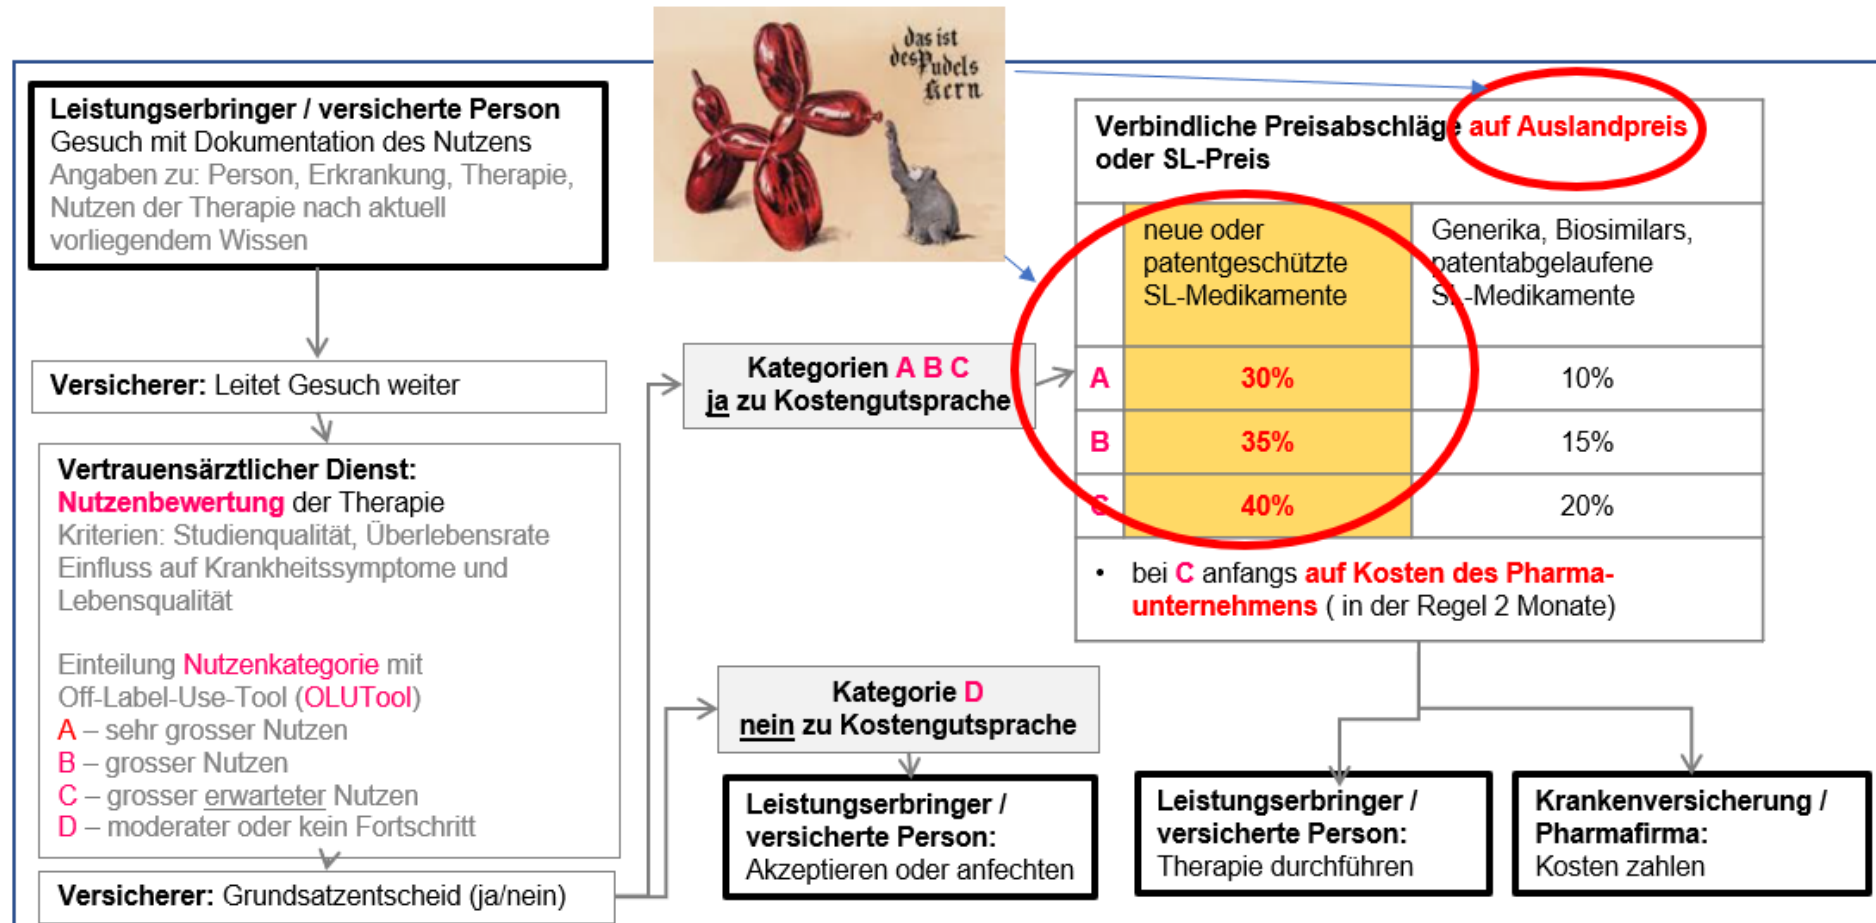 Leistungserbringer / versicherte Person
Gesuch mit Dokumentation des Nutzens
Angaben zu: Person, Erkrankung, Therapie,
Nutzen der Therapie nach aktuell
vorliegendem Wissen
Versicherer: Leitet Gesuch weiter
Vertrauensärztlicher Dienst:
Nutzenbewertung der Therapie
Kriterien: Studienqualität, Überlebensrate
Einfluss auf Krankheitssymptome und
Lebensqualität
Einteilung Nutzenkategorie mit
Off-Label-Use-Tool (OLUTool)
A – sehr grosser Nutzen
B – grosser Nutzen
C – grosser erwarteter Nutzen
D – moderater oder kein Fortschritt
Versicherer: Grundsatzentscheid (ja/nein)
das ist
des Pudels
Kern
Kategorien A B C
ja zu Kostengutsprache
Kategorie D
nein zu Kostengutsprache
Leistungserbringer /
versicherte Person:
Akzeptieren oder anfechten
Verbindliche Preisabschläge auf Auslandpreis
oder SL-Preis
neue oder
patentgeschützte
SL-Medikamente
Generika, Biosimilars,
patentabgelaufene
SL-Medikamente
A 30% 10%
B 35% 15%
C 40% 20%
• bei C anfangs auf Kosten des Pharma-
unternehmens ( in der Regel 2 Monate)
Leistungserbringer /
versicherte Person:
Therapie durchführen
Krankenversicherung /
Pharmafirma:
Kosten zahlen